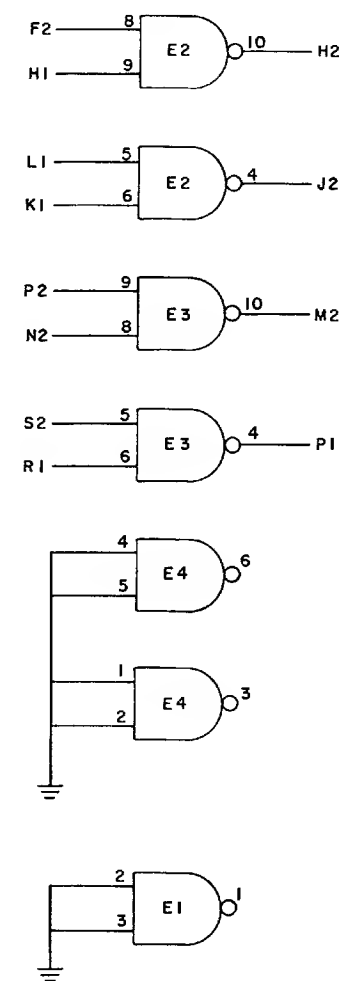 F2 8 E2 10 H2
H1 9
L1 5 E2 4 J2
K1 6
P2 9 E3 10 M2
N2 8
S2 5 E3 4 P1
R1 6
4 E4 6
5
1 E4 3
2
2 E1 1
3